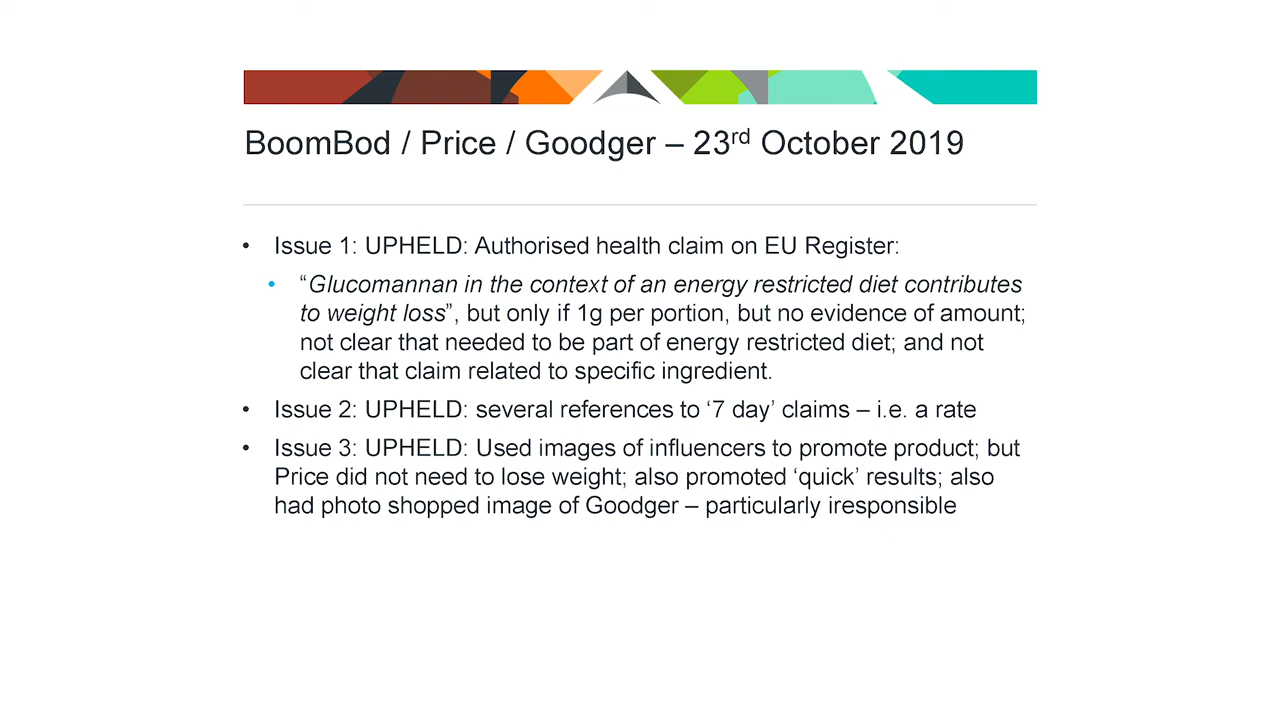 BoomBod / Price / Goodger – 23rd October 2019
• Issue 1: UPHELD: Authorised health claim on EU Register:
• “Glucomannan in the context of an energy restricted diet contributes
to weight loss”, but only if 1g per portion, but no evidence of amount;
not clear that needed to be part of energy restricted diet; and not
clear that claim related to specific ingredient.
• Issue 2: UPHELD: several references to ‘7 day’ claims – i.e. a rate
• Issue 3: UPHELD: Used images of influencers to promote product; but
Price did not need to lose weight; also promoted ‘quick’ results; also
had photo shopped image of Goodger – particularly iresponsible